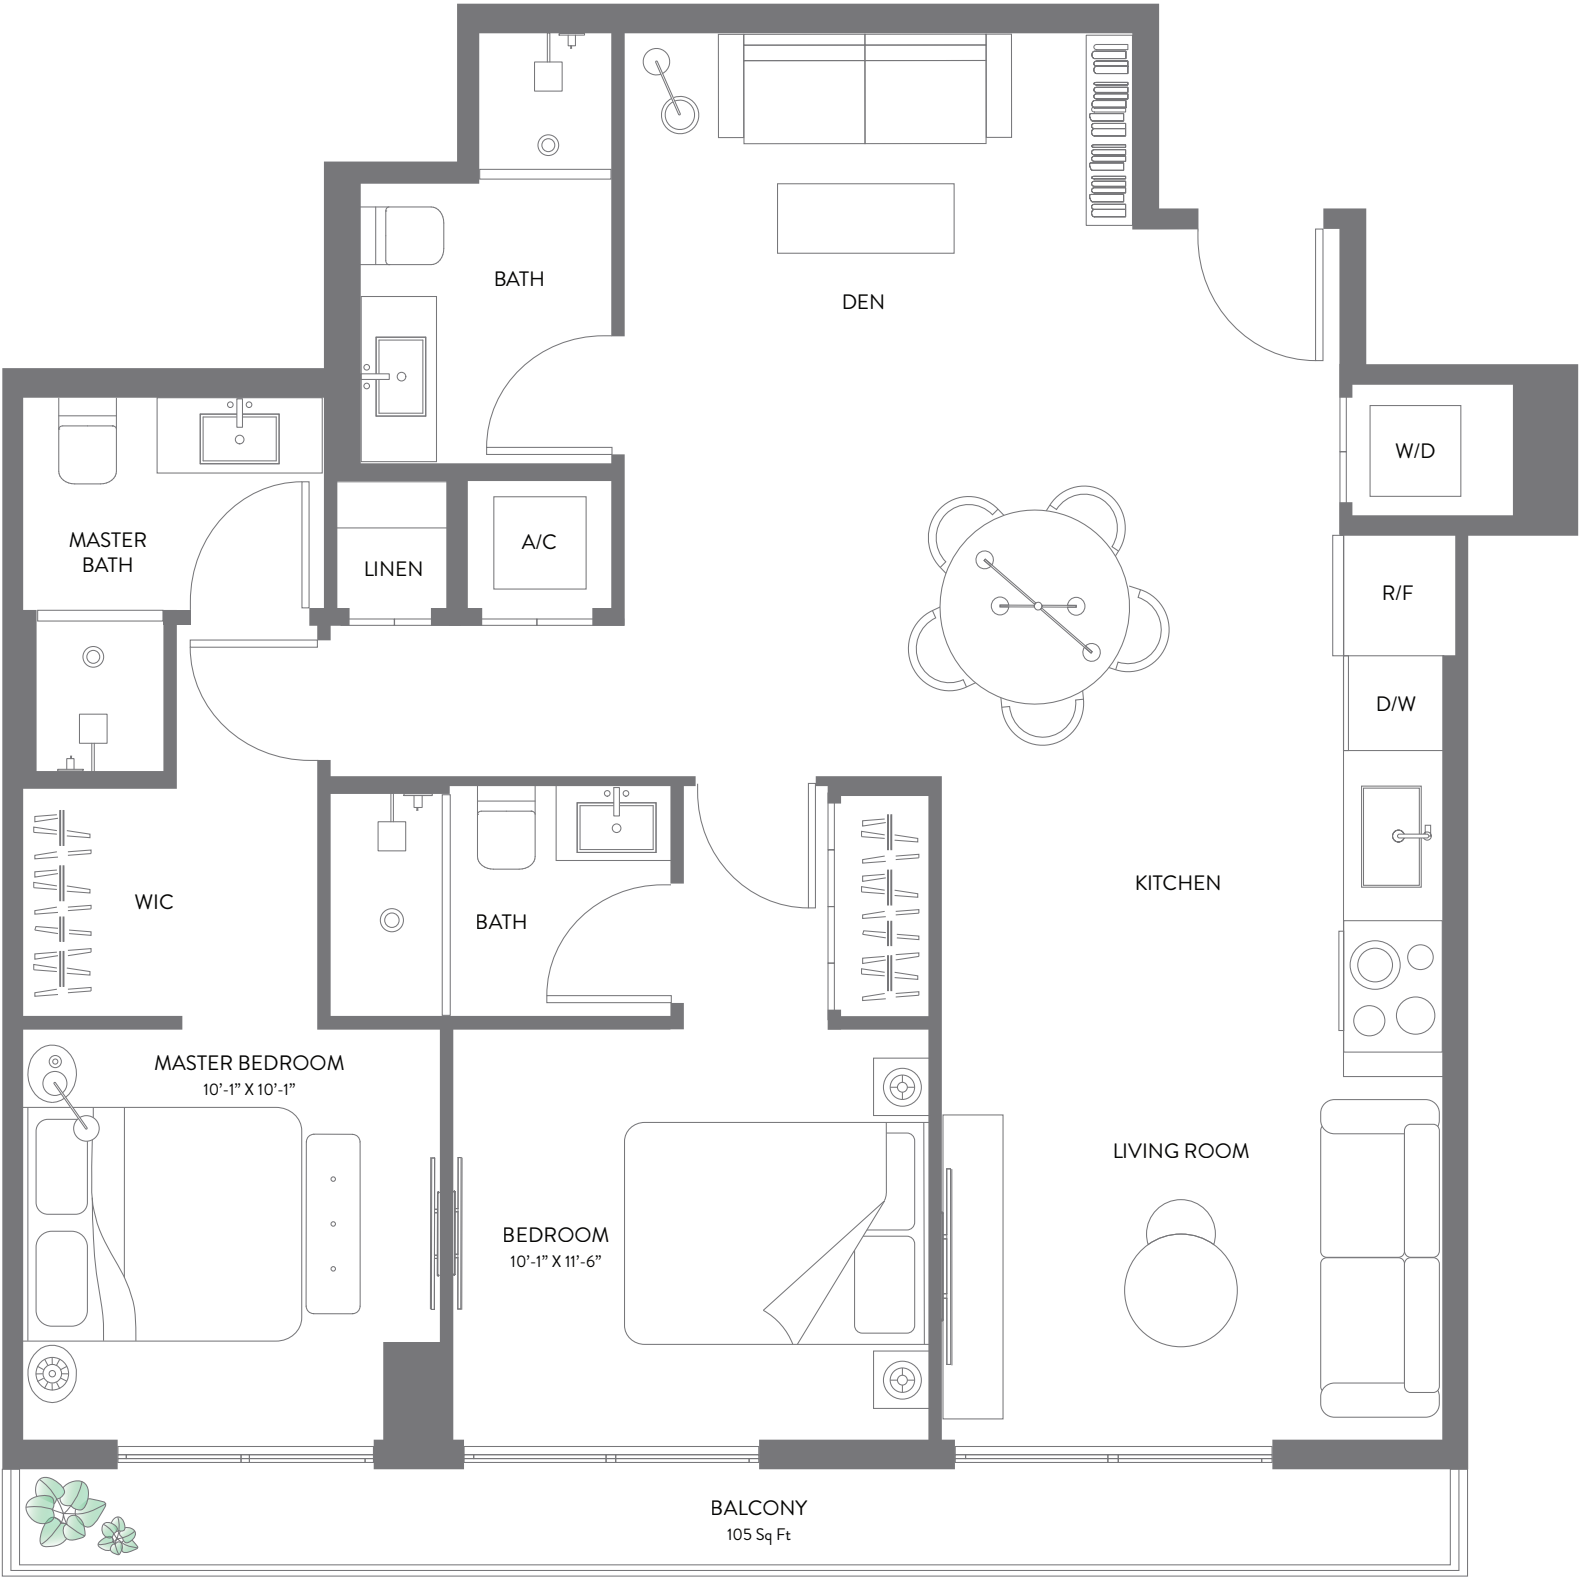 BATH
DEN
W/D
MASTER
BATH
LINEN
A/C
R/F
D/W
KITCHEN
WIC
BATH
MASTER BEDROOM
10'-1" X 10'-1"
LIVING ROOM
BEDROOM
10'-1" X 11'-6"
BALCONY
105 Sq Ft